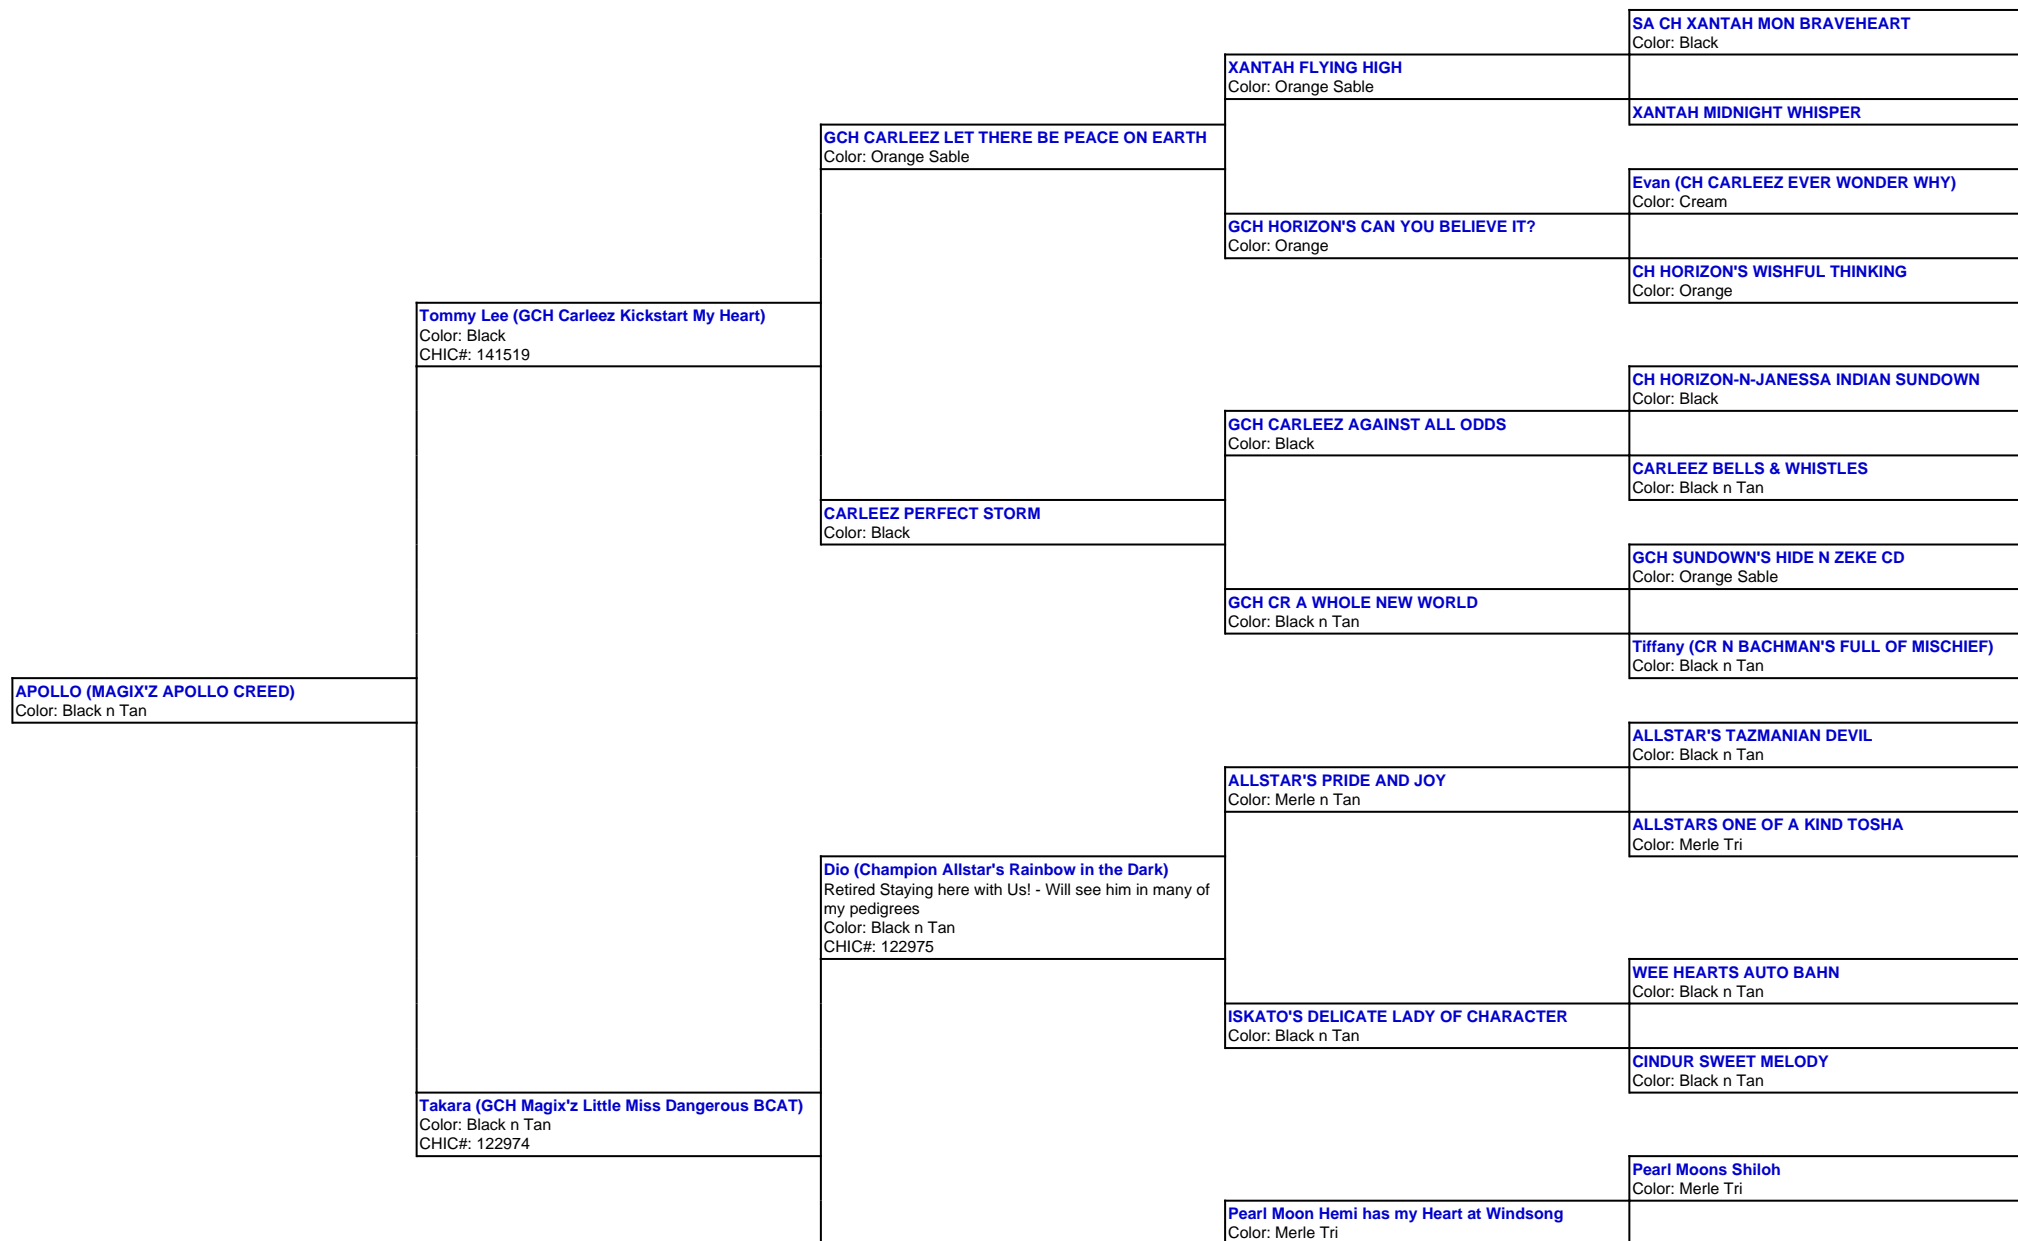 SA CH XANTAH MON BRAVEHEART
Color: Black
XANTAH FLYING HIGH
Color: Orange Sable
XANTAH MIDNIGHT WHISPER
GCH CARLEEZ LET THERE BE PEACE ON EARTH
Color: Orange Sable
Evan (CH CARLEEZ EVER WONDER WHY)
Color: Cream
GCH HORIZON'S CAN YOU BELIEVE IT?
Color: Orange
CH HORIZON'S WISHFUL THINKING
Color: Orange
Tommy Lee (GCH Carleez Kickstart My Heart)
Color: Black
CHIC#: 141519
CH HORIZON-N-JANESSA INDIAN SUNDOWN
Color: Black
GCH CARLEEZ AGAINST ALL ODDS
Color: Black
CARLEEZ BELLS & WHISTLES
Color: Black n Tan
CARLEEZ PERFECT STORM
Color: Black
GCH SUNDOWN'S HIDE N ZEKE CD
Color: Orange Sable
GCH CR A WHOLE NEW WORLD
Color: Black n Tan
Tiffany (CR N BACHMAN'S FULL OF MISCHIEF)
Color: Black n Tan
APOLLO (MAGIX'Z APOLLO CREED)
Color: Black n Tan
ALLSTAR'S TAZMANIAN DEVIL
Color: Black n Tan
ALLSTAR'S PRIDE AND JOY
Color: Merle n Tan
ALLSTARS ONE OF A KIND TOSHA
Color: Merle Tri
Dio (Champion Allstar's Rainbow in the Dark)
Retired Staying here with Us! - Will see him in many of
my pedigrees
Color: Black n Tan
CHIC#: 122975
WEE HEARTS AUTO BAHN
Color: Black n Tan
ISKATO'S DELICATE LADY OF CHARACTER
Color: Black n Tan
CINDUR SWEET MELODY
Color: Black n Tan
Takara (GCH Magix'z Little Miss Dangerous BCAT)
Color: Black n Tan
CHIC#: 122974
Pearl Moons Shiloh
Color: Merle Tri
Pearl Moon Hemi has my Heart at Windsong
Color: Merle Tri